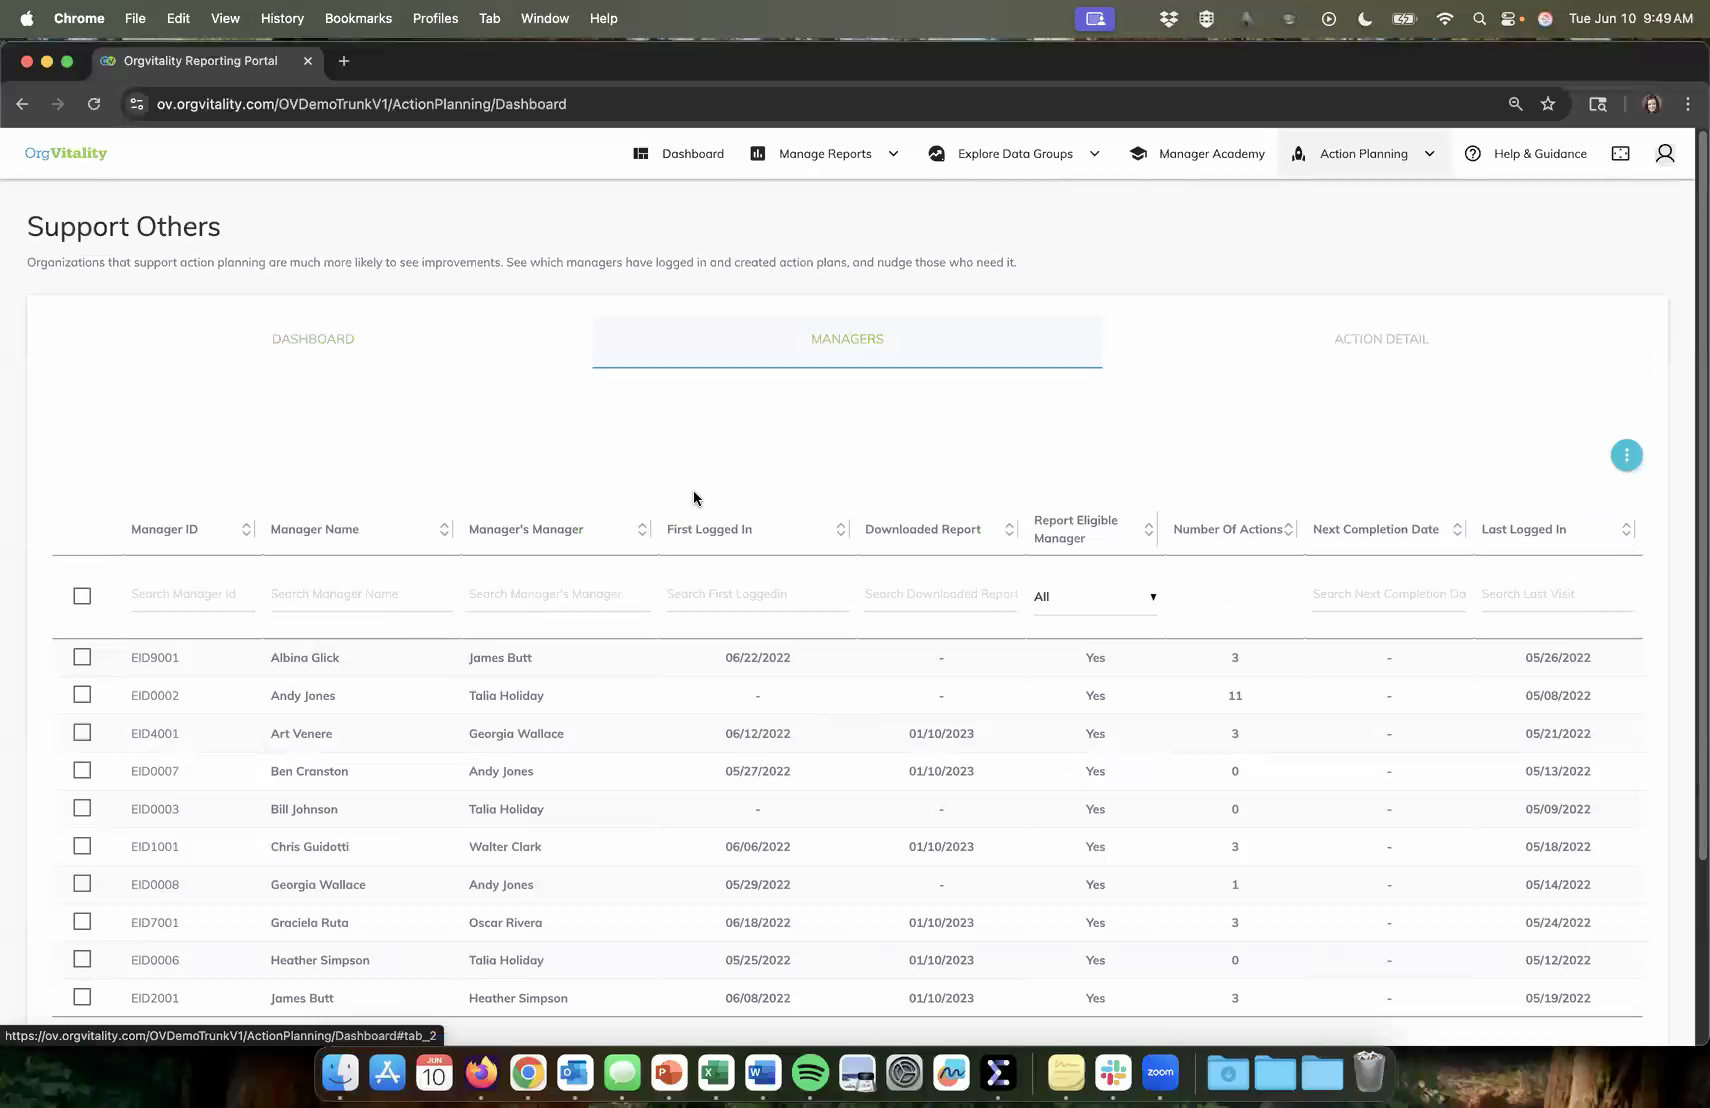 Chrome File Edit View History Bookmarks Profiles Tab Window Help Tue Jun 10 9:49 AM
Orgvitality Reporting Portal
ov.orgvitality.com/OVDemoTrunkV1/ActionPlanning/Dashboard
OrgVitality Dashboard Manage Reports Explore Data Groups Manager Academy Action Planning Help & Guidance
Support Others
Organizations that support action planning are much more likely to see improvements. See which managers have logged in and created action plans, and nudge those who need it.
DASHBOARD MANAGERS ACTION DETAIL
Manager ID Manager Name Manager's Manager First Logged In Downloaded Report Report Eligible Manager Number Of Actions Next Completion Date Last Logged In
Search Manager Id Search Manager Name Search Manager's Manager Search First Loggedin Search Downloaded Report All Search Next Completion Da Search Last Visit
EID9001 Albina Glick James Butt 06/22/2022 - Yes 3 - 05/26/2022
EID0002 Andy Jones Talia Holiday - - Yes 11 - 05/08/2022
EID4001 Art Venere Georgia Wallace 06/12/2022 01/10/2023 Yes 3 - 05/21/2022
EID0007 Ben Cranston Andy Jones 05/27/2022 01/10/2023 Yes 0 - 05/13/2022
EID0003 Bill Johnson Talia Holiday - - Yes 0 - 05/09/2022
EID1001 Chris Guidotti Walter Clark 06/06/2022 01/10/2023 Yes 3 - 05/18/2022
EID0008 Georgia Wallace Andy Jones 05/29/2022 - Yes 1 - 05/14/2022
EID7001 Graciela Ruta Oscar Rivera 06/18/2022 01/10/2023 Yes 3 - 05/24/2022
EID0006 Heather Simpson Talia Holiday 05/25/2022 01/10/2023 Yes 0 - 05/12/2022
EID2001 James Butt Heather Simpson 06/08/2022 01/10/2023 Yes 3 - 05/19/2022
https://ov.orgvitality.com/OVDemoTrunkV1/ActionPlanning/Dashboard#tab_2
JUN
10 zoom